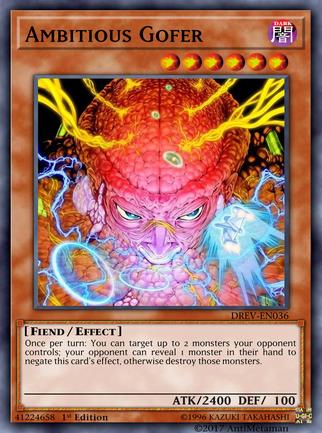 AMBITIOUS GOFER
DARK
闇
DREV-EN036
[FIEND / EFFECT]
Once per turn: You can target up to 2 monsters your opponent
controls; your opponent can reveal 1 monster in their hand to
negate this card's effect, otherwise destroy those monsters.
ATK/2400 DEF/ 100
41224658 1st Edition ©1996 KAZUKI TAKAHASHI
©2017 AntiMetaman